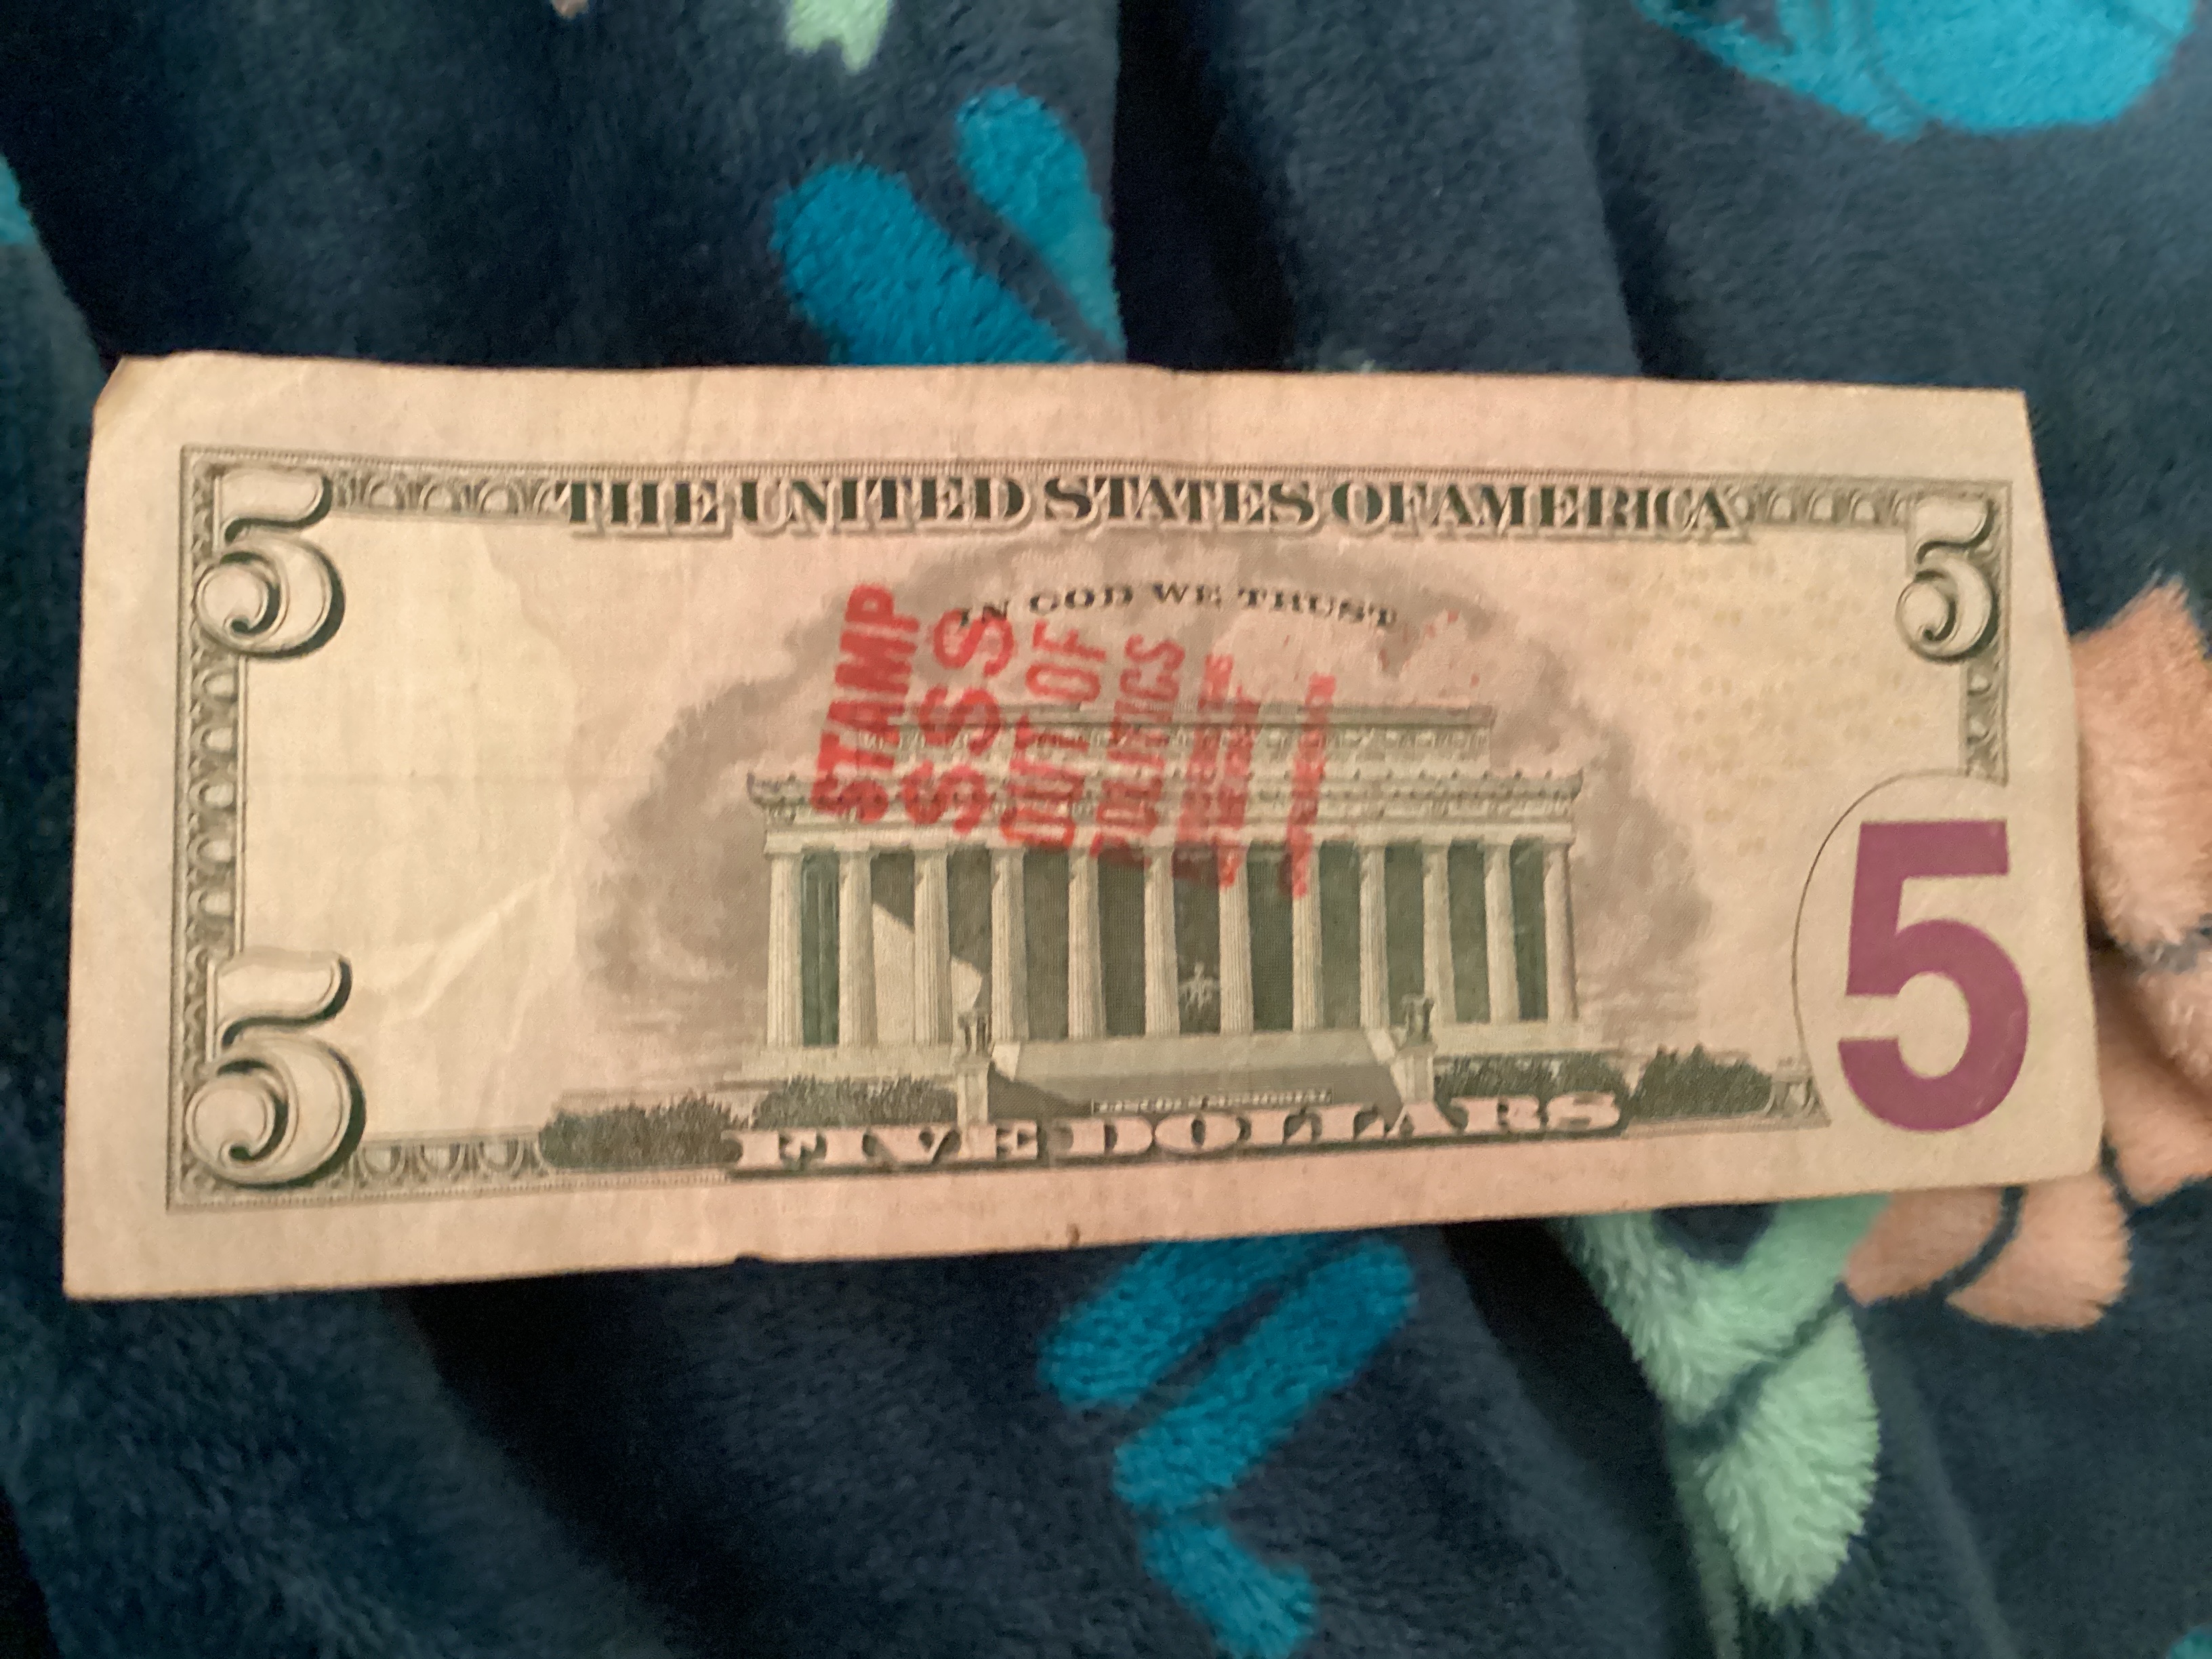 5 THE UNITED STATES OF AMERICA 5
IN GOD WE TRUST
STAMP
$$$
OUT OF
POLITICS
5 FIVE DOLLARS 5